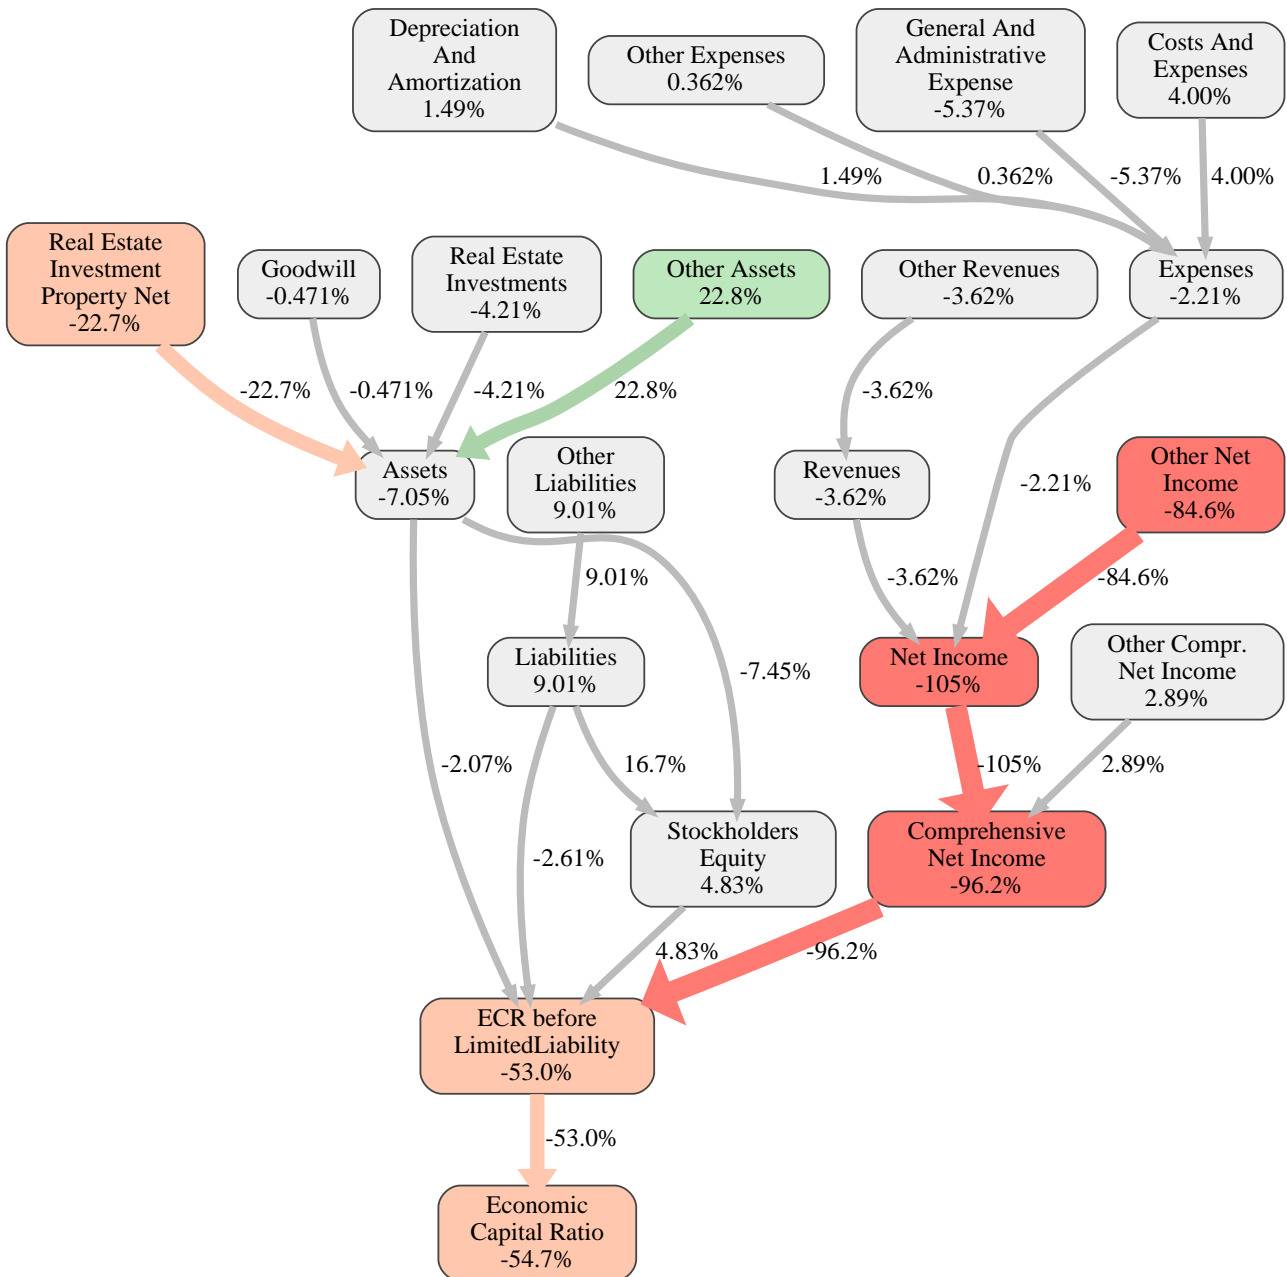 Depreciation
And
Amortization
1.49%
Other Expenses
0.362%
General And
Administrative
Expense
-5.37%
Costs And
Expenses
4.00%
1.49%
0.362%
-5.37%
4.00%
Real Estate
Investment
Property Net
-22.7%
Goodwill
-0.471%
Real Estate
Investments
-4.21%
Other Assets
22.8%
Other Revenues
-3.62%
Expenses
-2.21%
-22.7%
-0.471%
-4.21%
22.8%
-3.62%
Assets
-7.05%
Other
Liabilities
9.01%
Revenues
-3.62%
-2.21%
Other Net
Income
-84.6%
9.01%
-3.62%
-84.6%
Liabilities
9.01%
-7.45%
Net Income
-105%
Other Compr.
Net Income
2.89%
-2.07%
16.7%
-105%
2.89%
-2.61%
Stockholders
Equity
4.83%
Comprehensive
Net Income
-96.2%
4.83%
-96.2%
ECR before
LimitedLiability
-53.0%
-53.0%
Economic
Capital Ratio
-54.7%